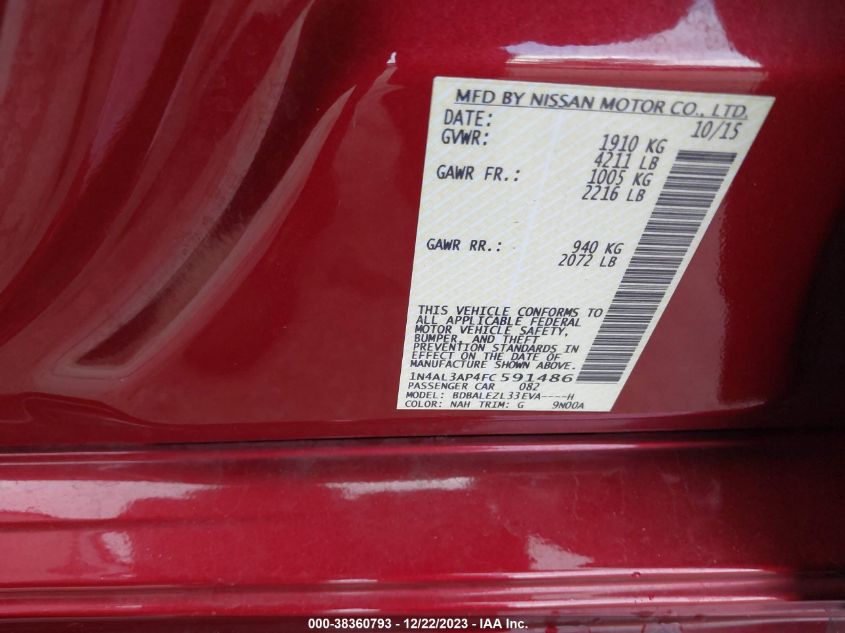 MFD BY NISSAN MOTOR CO., LTD.
DATE: 10/15
GVWR: 1910 KG
4211 LB
GAWR FR.: 1005 KG
2216 LB
GAWR RR.: 940 KG
2072 LB
THIS VEHICLE CONFORMS TO
ALL APPLICABLE FEDERAL
MOTOR VEHICLE SAFETY,
BUMPER, AND THEFT
PREVENTION STANDARDS IN
EFFECT ON THE DATE OF
MANUFACTURE SHOWN ABOVE.
1N4AL3AP4FC591486
PASSENGER CAR 082
MODEL: BDBALEZL33EVA----H
COLOR: NAH TRIM: G 9N00A
000-38360793 - 12/22/2023 - IAA Inc.